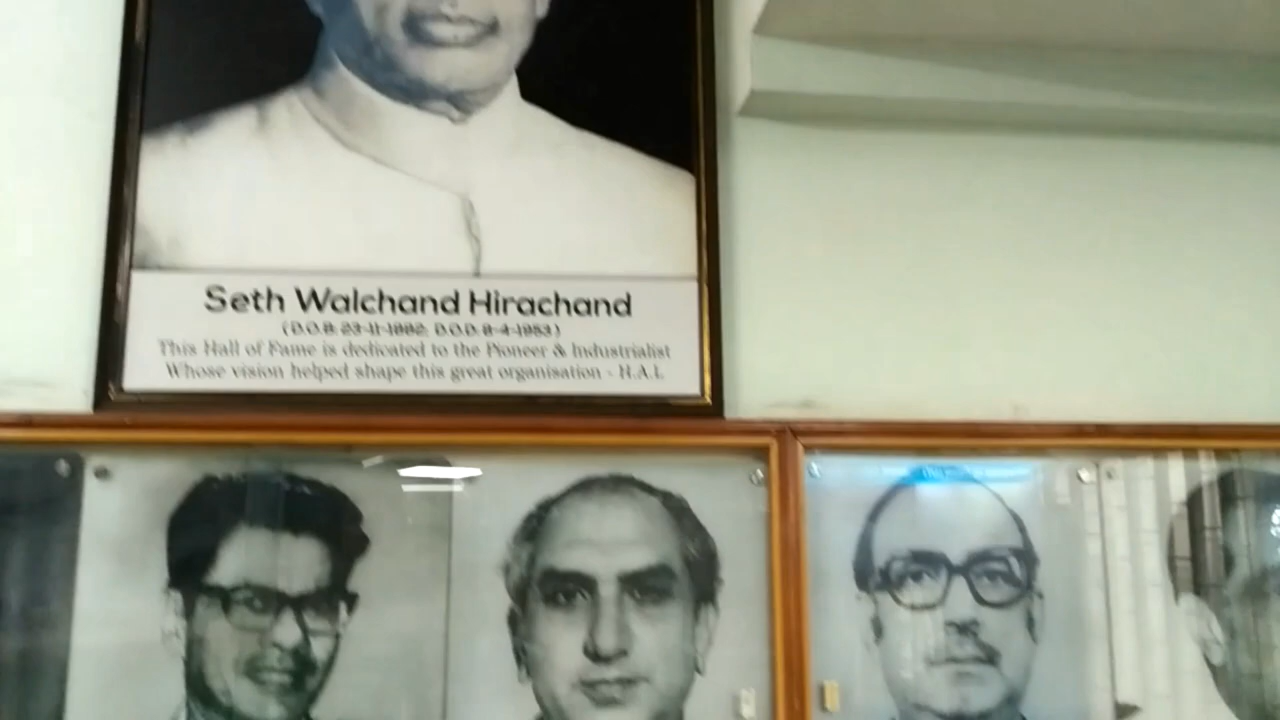 Seth Walchand Hirachand
(D.O.B. 23-11-1882, D.O.D. 8-4-1953)
This Hall of Fame is dedicated to the Pioneer & Industrialist
Whose vision helped shape this great organisation - H.A.L